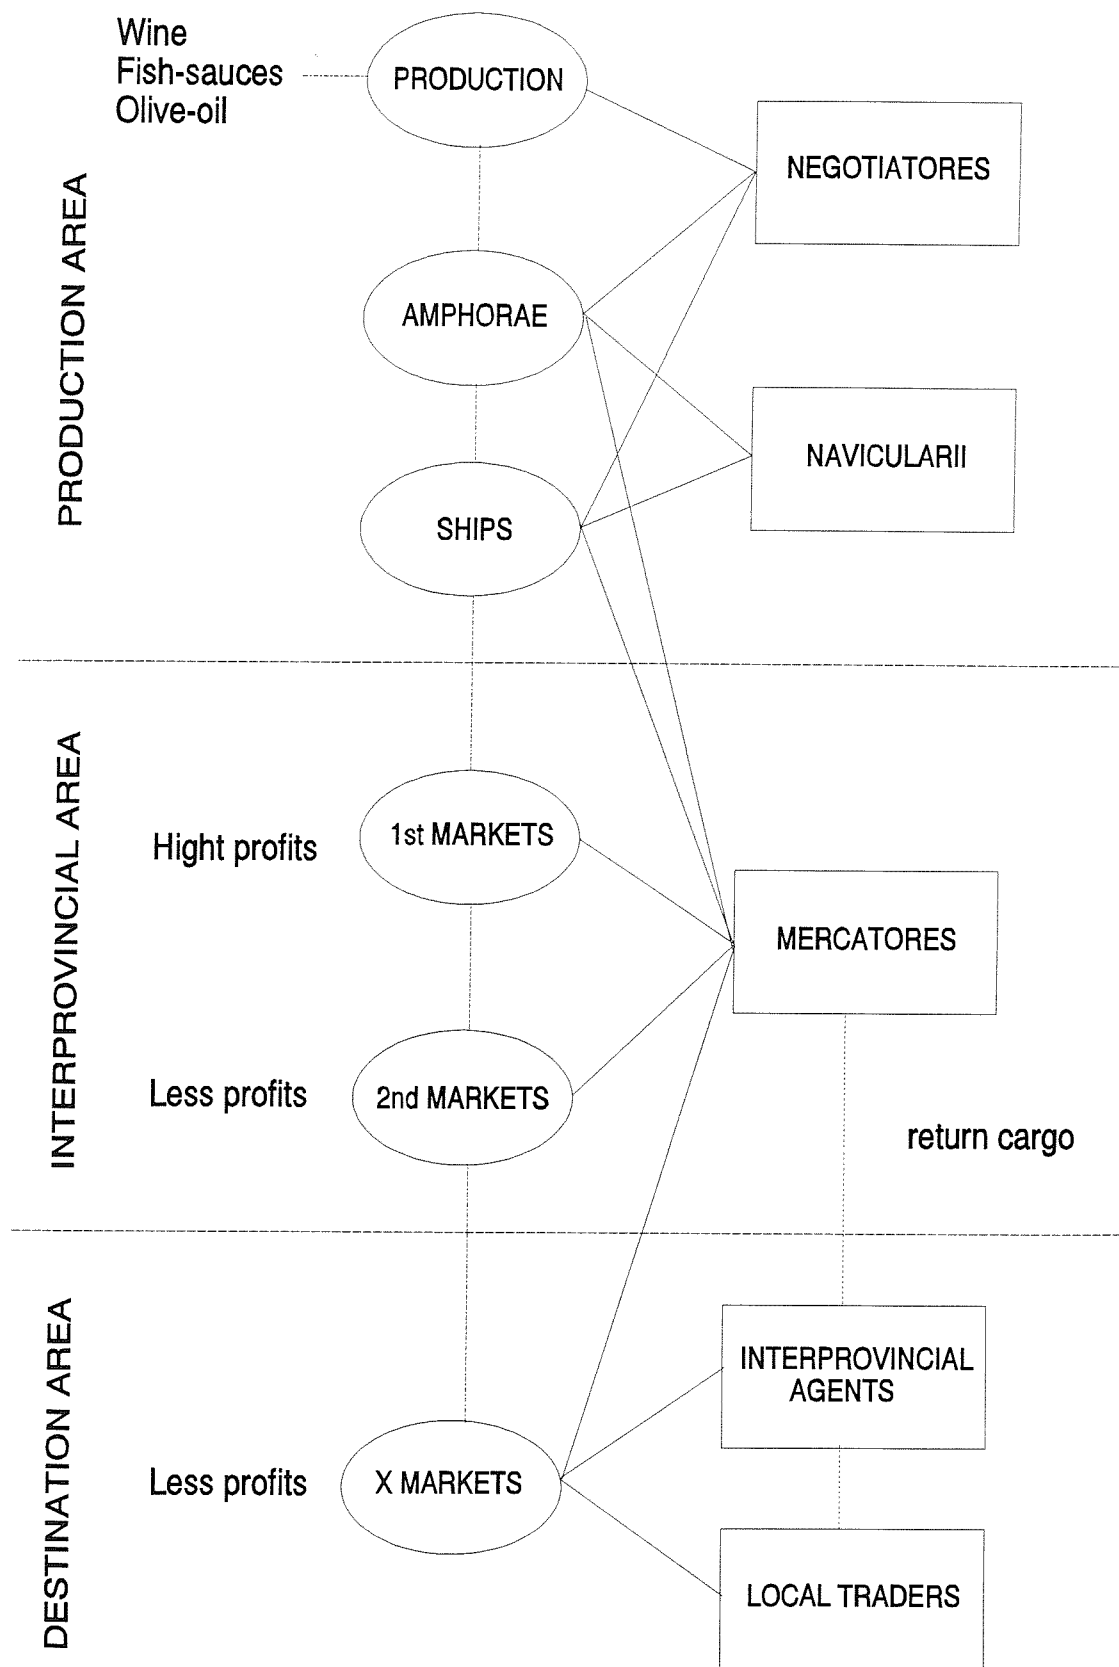 Wine
Fish-sauces
Olive-oil
PRODUCTION
NEGOTIATORES
PRODUCTION AREA
AMPHORAE
NAVICULARII
SHIPS
INTERPROVINCIAL AREA
Hight profits
1st MARKETS
MERCATORES
Less profits
2nd MARKETS
return cargo
DESTINATION AREA
INTERPROVINCIAL
AGENTS
Less profits
X MARKETS
LOCAL TRADERS